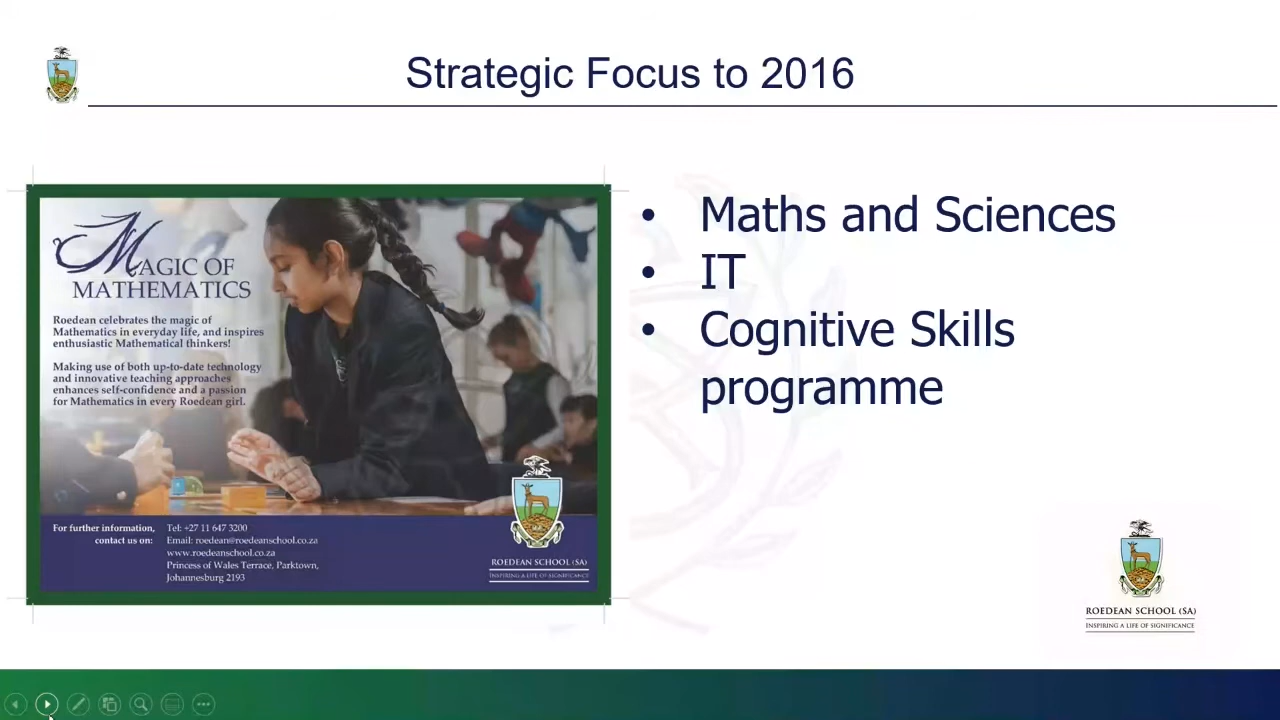 Strategic Focus to 2016
MAGIC OF
MATHEMATICS
Roedean celebrates the magic of
Mathematics in everyday life, and inspires
enthusiastic Mathematical thinkers!
Making use of both up-to-date technology
and innovative teaching approaches
enhances self-confidence and a passion
for Mathematics in every Roedean girl.
For further information,
contact us on:
Tel: +27 11 647 3200
Email: roedean@roedeanschool.co.za
www.roedeanschool.co.za
Princess of Wales Terrace, Parktown,
Johannesburg 2193
ROEDEAN SCHOOL (SA)
INSPIRING A LIFE OF SIGNIFICANCE
• Maths and Sciences
• IT
• Cognitive Skills
programme
ROEDEAN SCHOOL (SA)
INSPIRING A LIFE OF SIGNIFICANCE